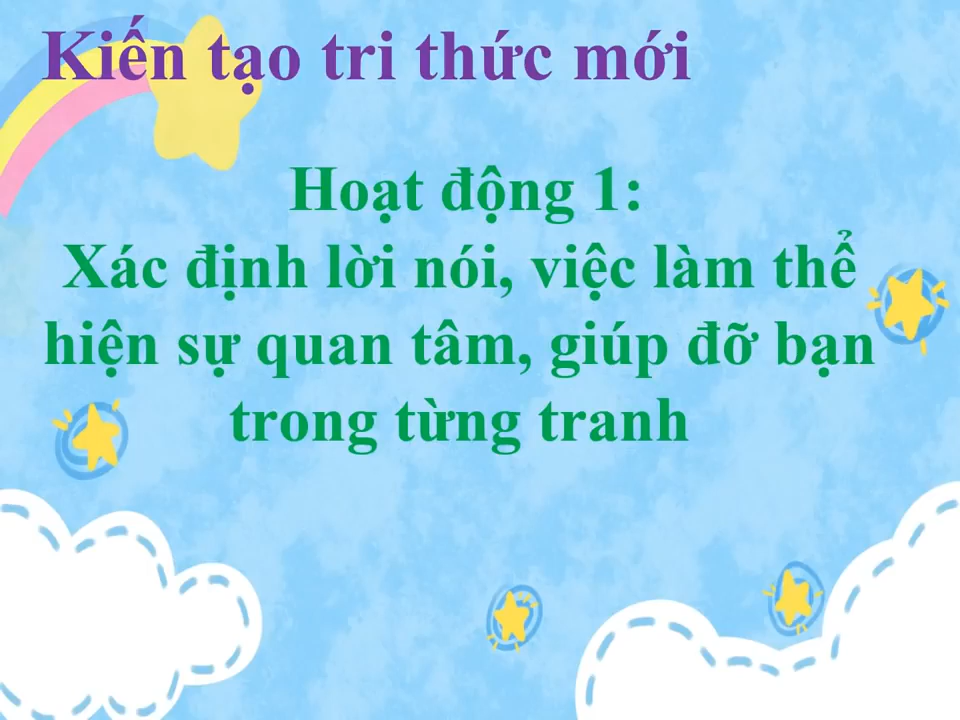 Kiến tạo tri thức mới
Hoạt động 1:
Xác định lời nói, việc làm thể
hiện sự quan tâm, giúp đỡ bạn
trong từng tranh